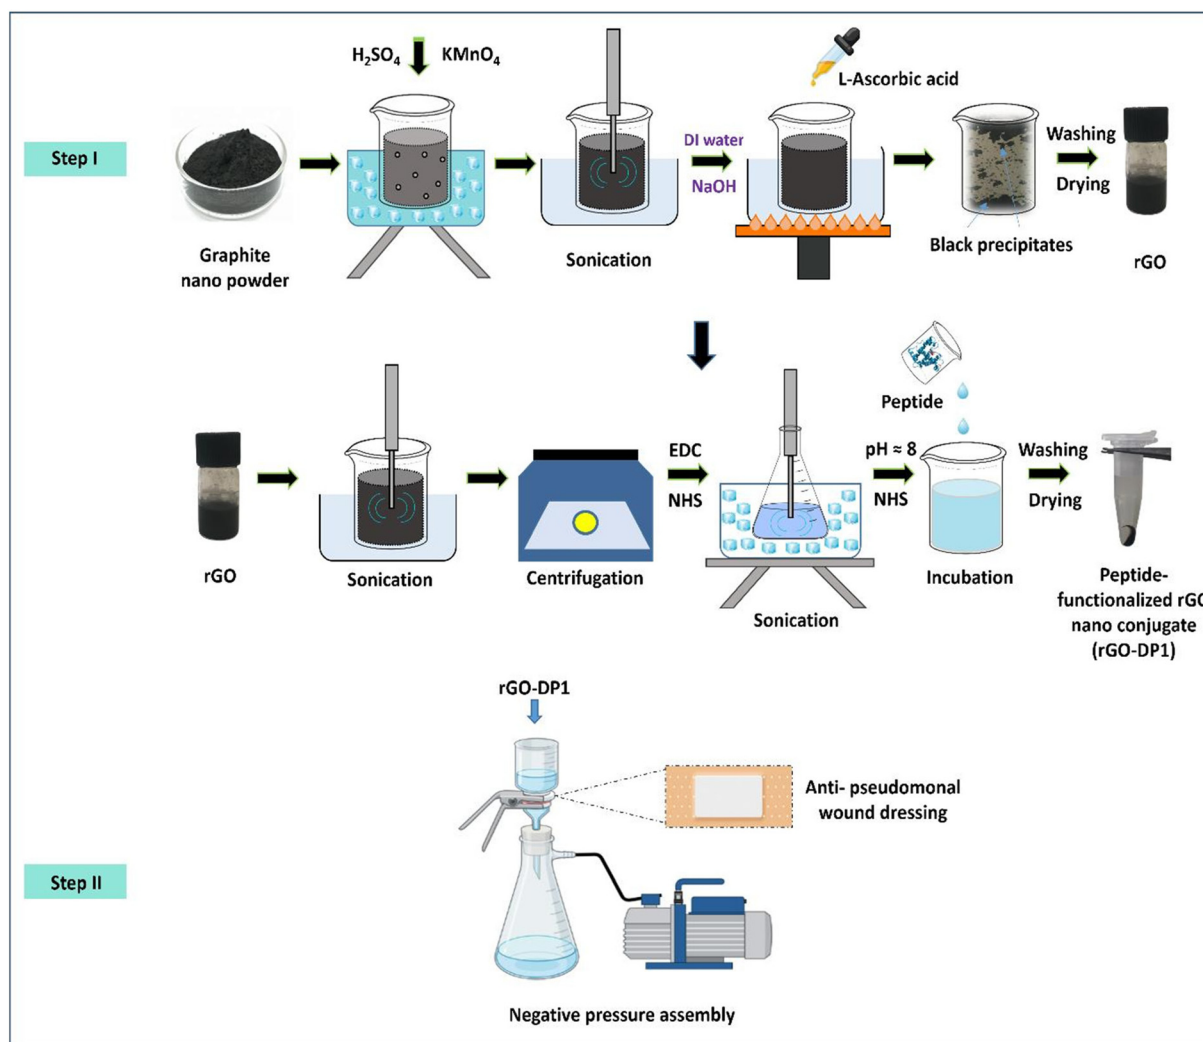 H₂SO₄ KMnO₄
L-Ascorbic acid
Step I
DI water
NaOH
Washing
Drying
Graphite
nano powder
Sonication
Black precipitates
rGO
Peptide
EDC
NHS
pH ≈ 8
NHS
Washing
Drying
rGO
Sonication
Centrifugation
Sonication
Incubation
Peptide-
functionalized rG
nano conjugate
(rGO-DP1)
rGO-DP1
Anti- pseudomonal
wound dressing
Step II
Negative pressure assembly